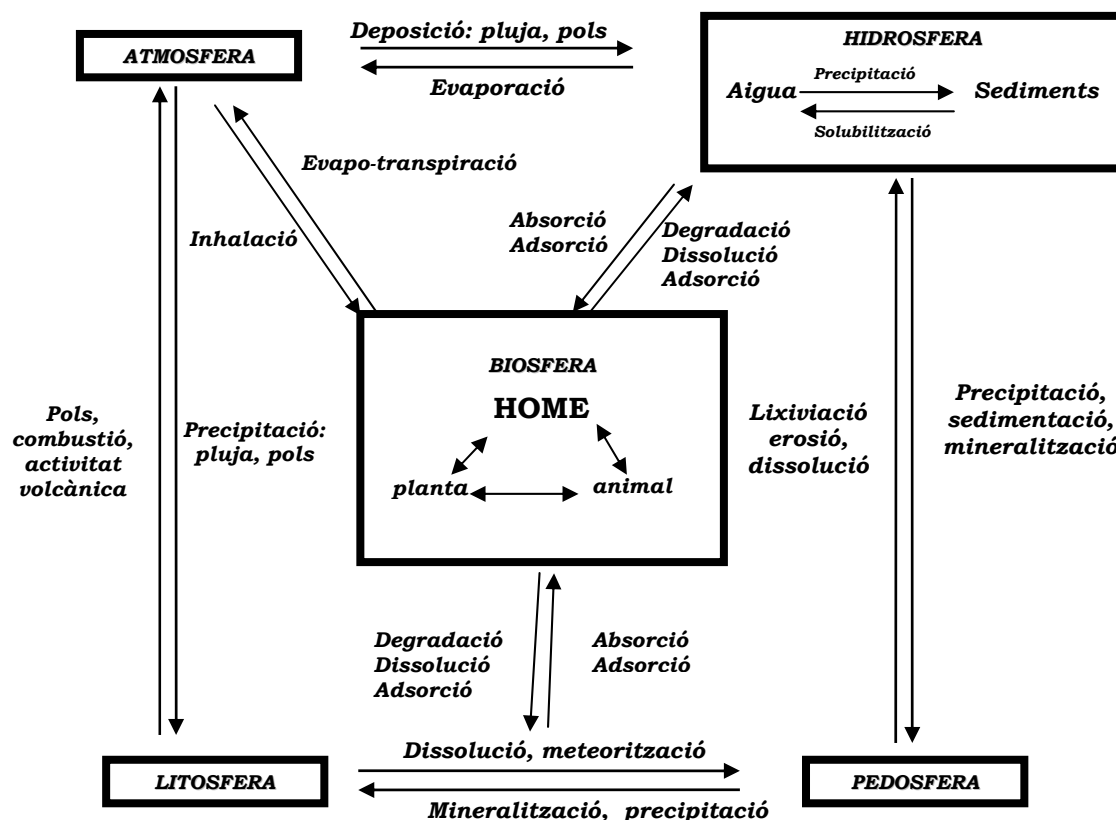 Deposició: pluja, pols
ATMOSFERA
Evaporació
HIDROSFERA
Precipitació
Aigua
Sediments
Solubilització
Evapo-transpiració
Inhalació
Absorció
Adsorció
Degradació
Dissolució
Adsorció
BIOSFERA
HOME
planta
animal
Pols,
combustió,
activitat
volcànica
Precipitació:
pluja, pols
Lixiviació
erosió,
dissolució
Precipitació,
sedimentació,
mineralització
Degradació
Dissolució
Adsorció
Absorció
Adsorció
Dissolució, meteorització
LITOSFERA
PEDOSFERA
Mineralització, precipitació